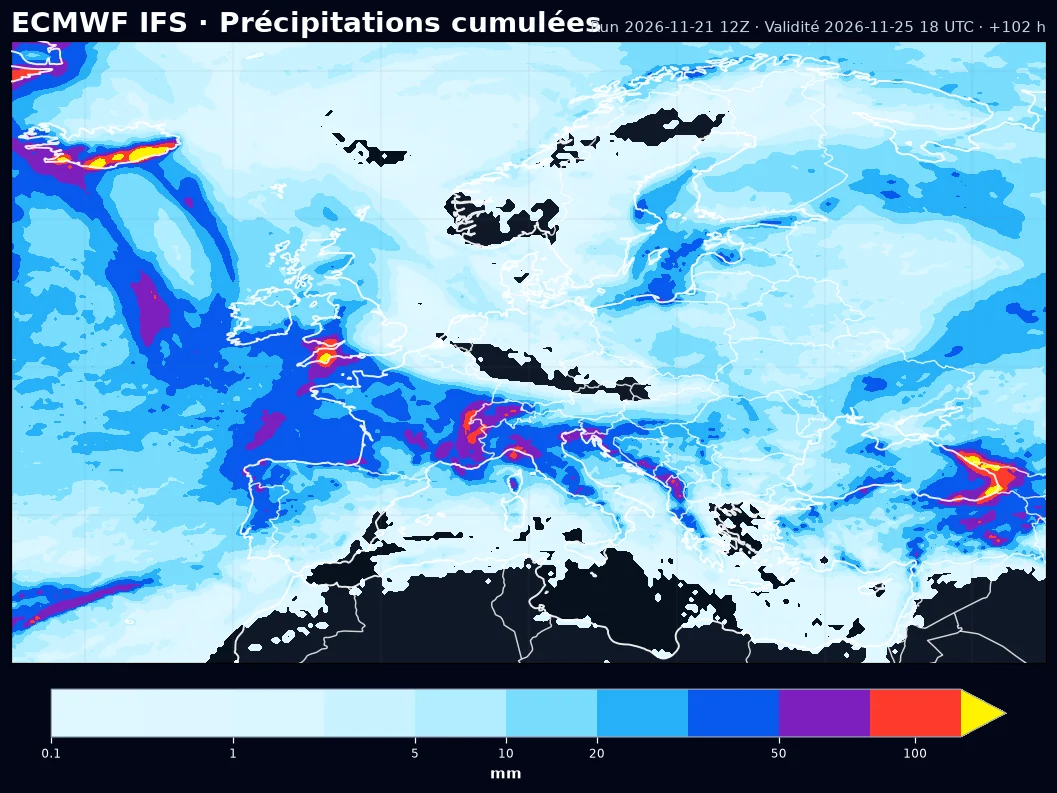 ECMWF IFS · Précipitations cumulées
Run 2026-11-21 12Z · Validité 2026-11-25 18 UTC · +102 h
0.1 1 5 10 20 50 100
mm